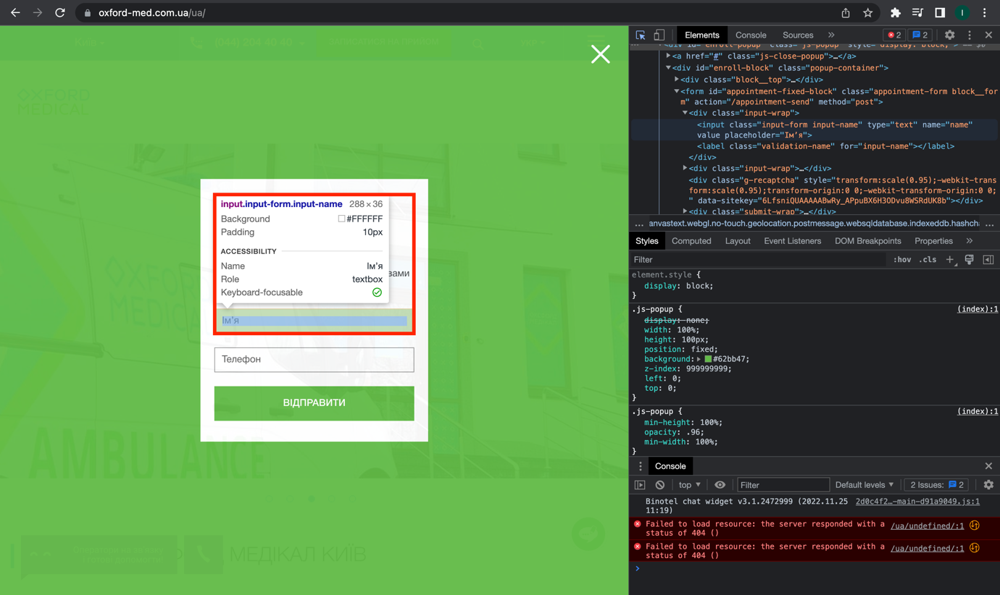 oxford-med.com.ua/ua/
I
Elements
Console
Sources
»
2
2
<div id="enroll-popup" class="js-popup" style="display: block;"> == $0
<a href="#" class="js-close-popup">…</a>
<div id="enroll-block" class="popup-container">
<div class="block__top">…</div>
<form id="appointment-fixed-block" class="appointment-form block__for
m" action="/appointment-send" method="post">
<div class="input-wrap">
<input class="input-form input-name" type="text" name="name"
value placeholder="Ім’я">
<label class="validation-name" for="input-name"></label>
</div>
<div class="input-wrap">…</div>
<div class="g-recaptcha" style="transform:scale(0.95);-webkit-trans
form:scale(0.95);transform-origin:0 0;-webkit-transform-origin:0 0;
" data-sitekey="6LfsniQUAAAAABwRy_APpuBX6H3ODvu8WSRdUK8b"></div>
<div class="submit-wrap">…</div>
... anvastext.webgl.no-touch.geolocation.postmessage.websqldatabase.indexeddb.hashcha ...
Styles
Computed
Layout
Event Listeners
DOM Breakpoints
Properties
»
Filter
:hov
.cls
+
element.style {
display: block;
}
.js-popup {
(index):1
display: none;
width: 100%;
height: 100px;
position: fixed;
background: #62bb47;
z-index: 999999999;
left: 0;
top: 0;
}
.js-popup {
(index):1
min-height: 100%;
opacity: .96;
min-width: 100%;
}
Console
top
Filter
Default levels
2 Issues:
2
Binotel chat widget v3.1.2472999 (2022.11.25
2d0c4f2…-main-d91a9049.js:1
11:19)
Failed to load resource: the server responded with a
/ua/undefined/:1
status of 404 ()
Failed to load resource: the server responded with a
/ua/undefined/:1
status of 404 ()
OXFORD
MEDICAL
input.input-form.input-name
288 × 36
Background
#FFFFFF
Padding
10px
ACCESSIBILITY
Name
Ім’я
Role
textbox
Keyboard-focusable
вами
Ім’я
Телефон
ВІДПРАВИТИ
AMBULANCE
МЕДІКАЛ КИЇВ